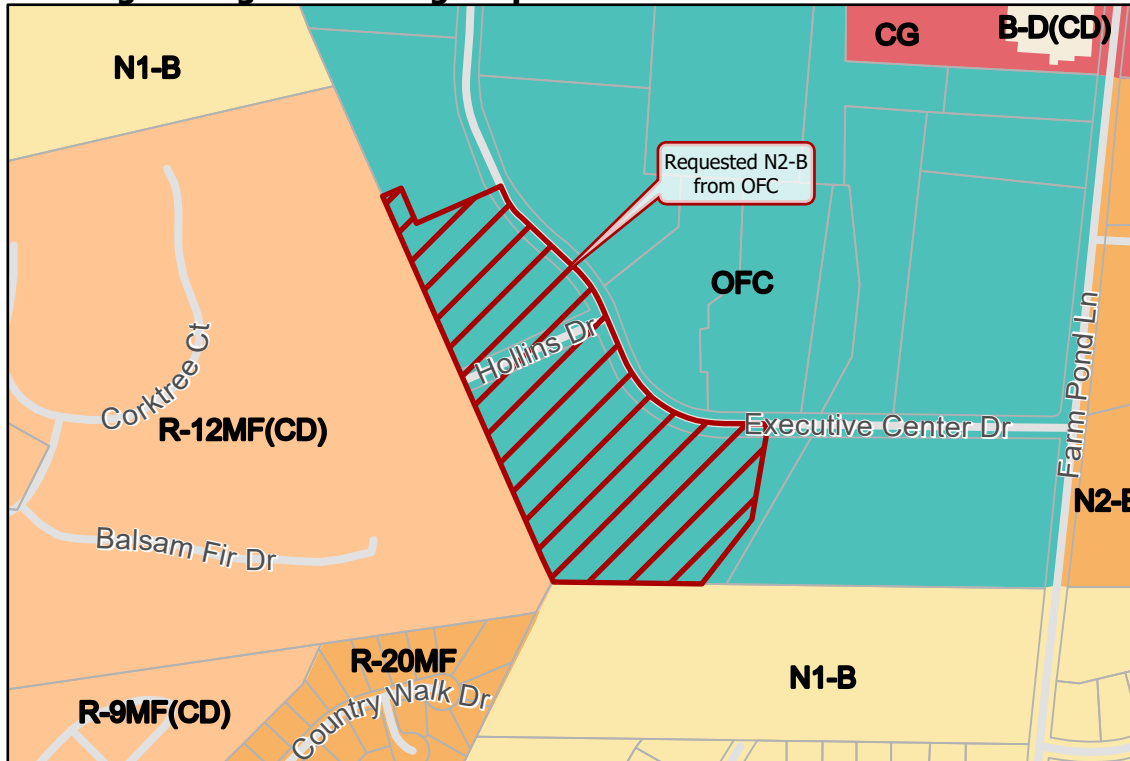 CG
B-D(CD)
N1-B
Requested N2-B
from OFC
OFC
Hollins Dr
Corktree Ct
R-12MF(CD)
Executive Center Dr
Farm Pond Ln
N2-B
Balsam Fir Dr
R-20MF
N1-B
Country Walk Dr
R-9MF(CD)